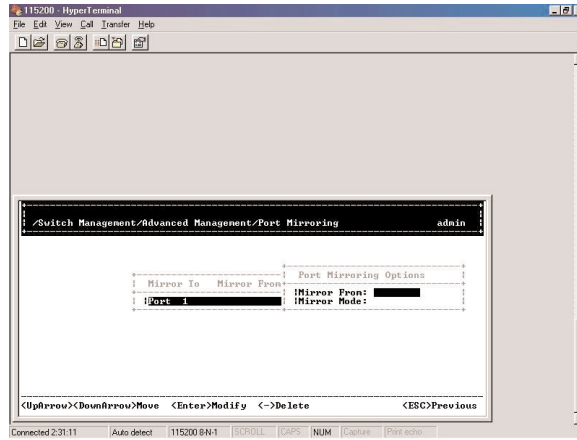 115200 - HyperTerminal
File Edit View Call Transfer Help
/Switch Management/Advanced Management/Port Mirroring admin
Port Mirroring Options
Mirror To Mirror From
Mirror From:
Port 1
Mirror Mode:
<UpArrow><DownArrow>Move <Enter>Modify <->Delete <ESC>Previous
Connected 2:31:11 Auto detect 115200 8-N-1 SCROLL CAPS NUM Capture Print echo